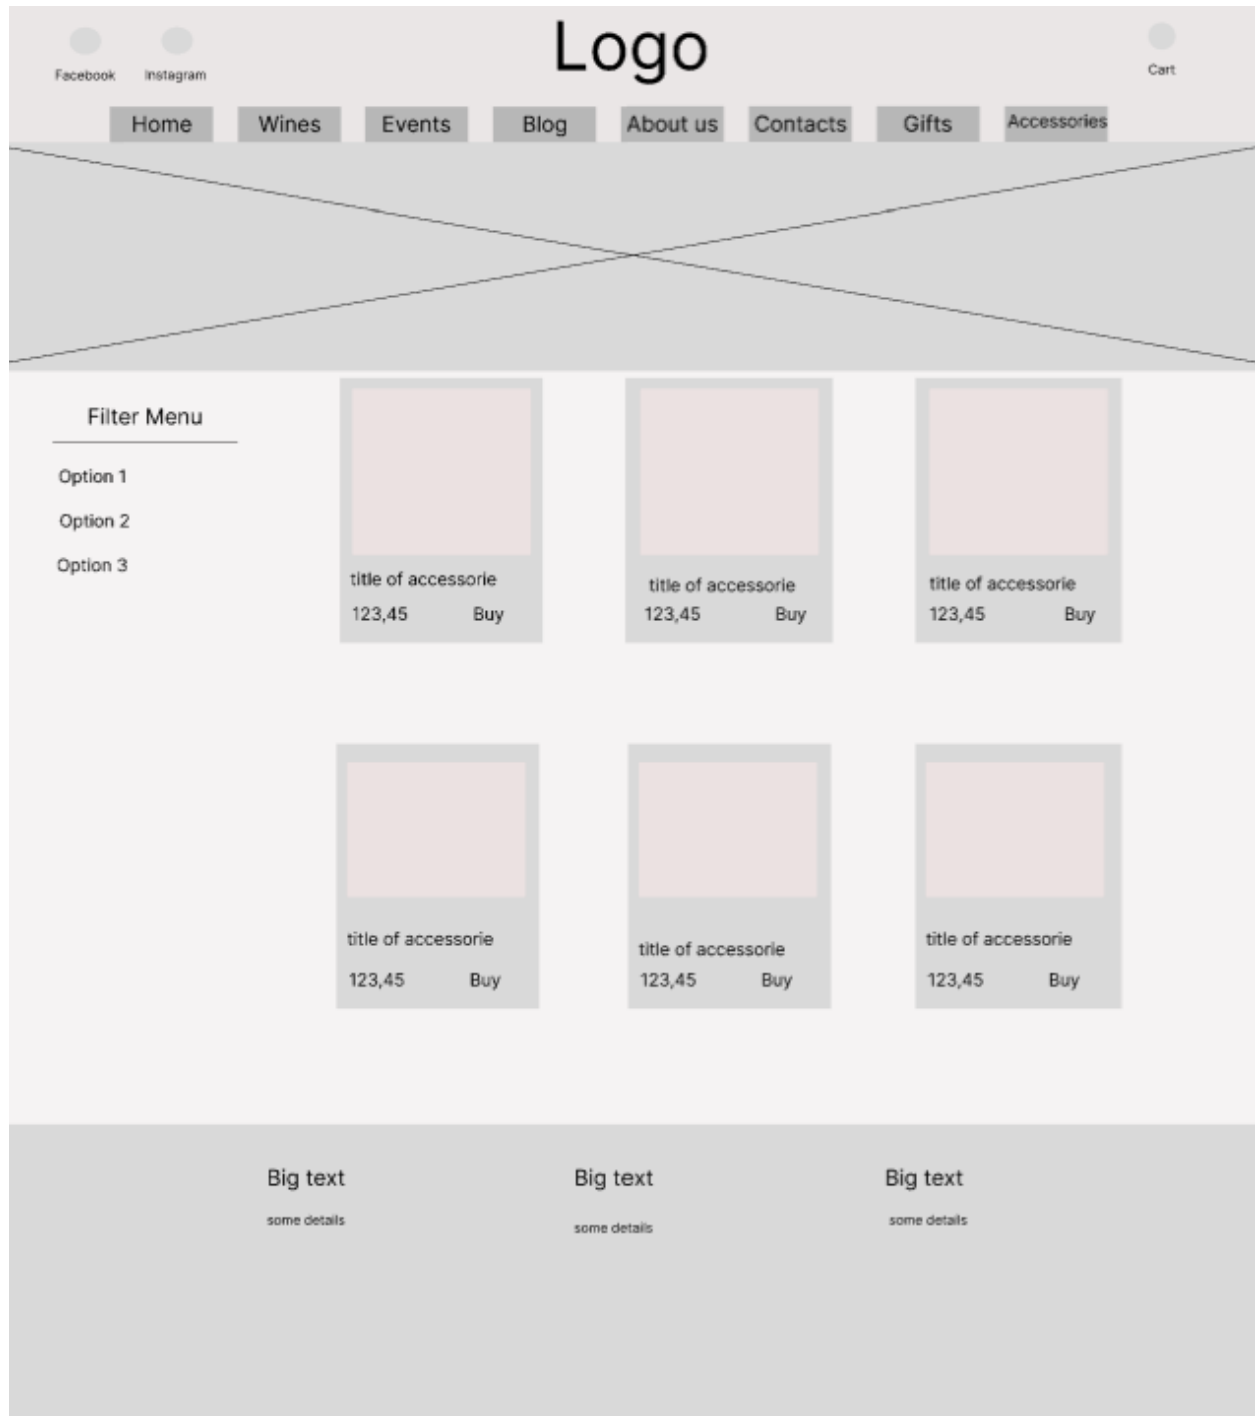 Logo
Facebook Instagram Cart
Home Wines Events Blog About us Contacts Gifts Accessories
Filter Menu
Option 1
Option 2
Option 3
title of accessorie title of accessorie title of accessorie
123,45 Buy 123,45 Buy 123,45 Buy
title of accessorie title of accessorie title of accessorie
123,45 Buy 123,45 Buy 123,45 Buy
Big text Big text Big text
some details some details some details